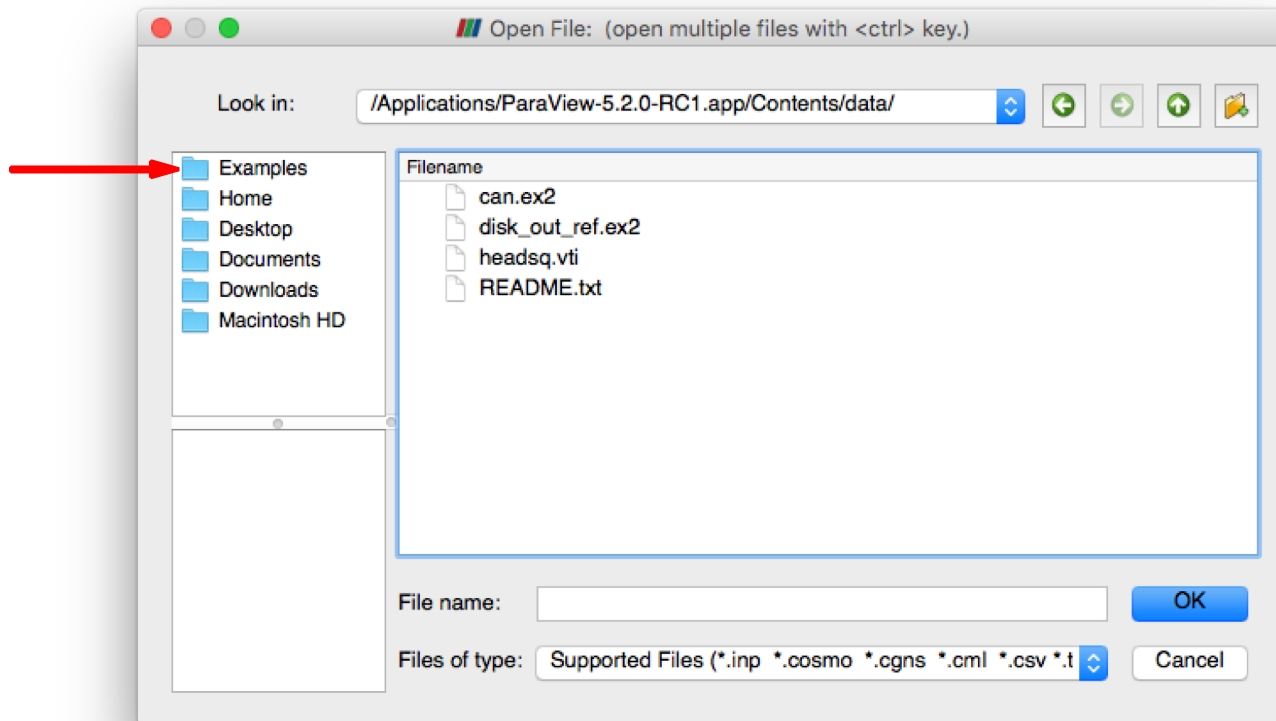 Open File: (open multiple files with <ctrl> key.)
Look in: /Applications/ParaView-5.2.0-RC1.app/Contents/data/
Examples
Home
Desktop
Documents
Downloads
Macintosh HD
Filename
can.ex2
disk_out_ref.ex2
headsq.vti
README.txt
File name: OK
Files of type: Supported Files (*.inp *.cosmo *.cgns *.cml *.csv *.t Cancel